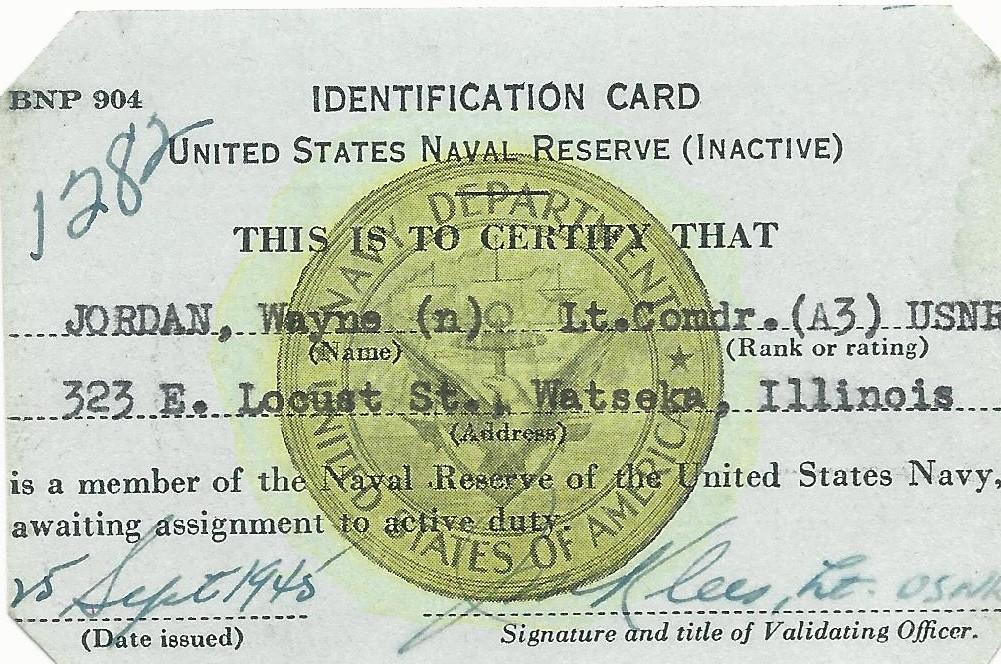 BNP 904
IDENTIFICATION CARD
1282
UNITED STATES NAVAL RESERVE (INACTIVE)
NAVY DEPARTMENT
THIS IS TO CERTIFY THAT
JORDAN, Wayne (n) Lt.Comdr.(A3) USNR
(Name) (Rank or rating)
323 E. Locust St., Watseka, Illinois
(Address)
UNITED STATES OF AMERICA
is a member of the Naval Reserve of the United States Navy,
awaiting assignment to active duty.
25 Sept 1945 Klees, Lt. USNR
(Date issued) Signature and title of Validating Officer.